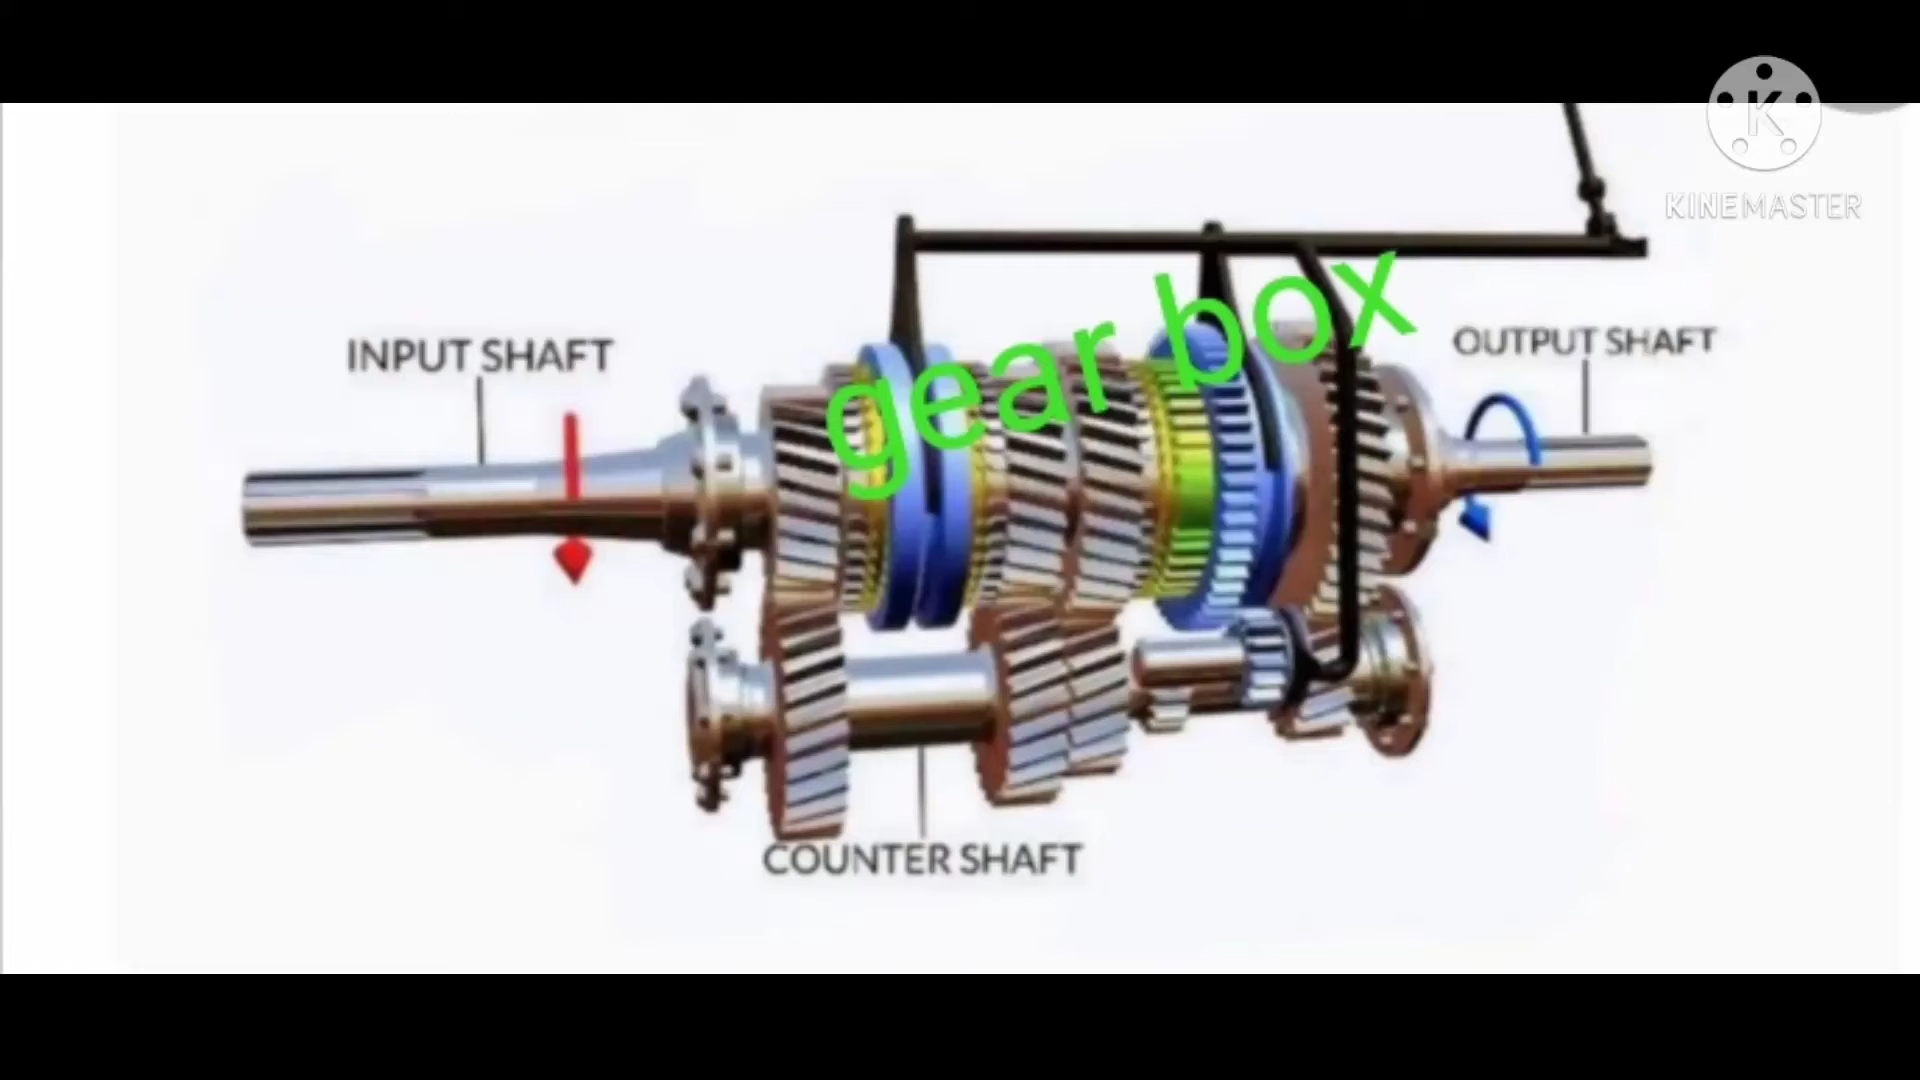 K
KINEMASTER
gear box
INPUT SHAFT
OUTPUT SHAFT
COUNTER SHAFT